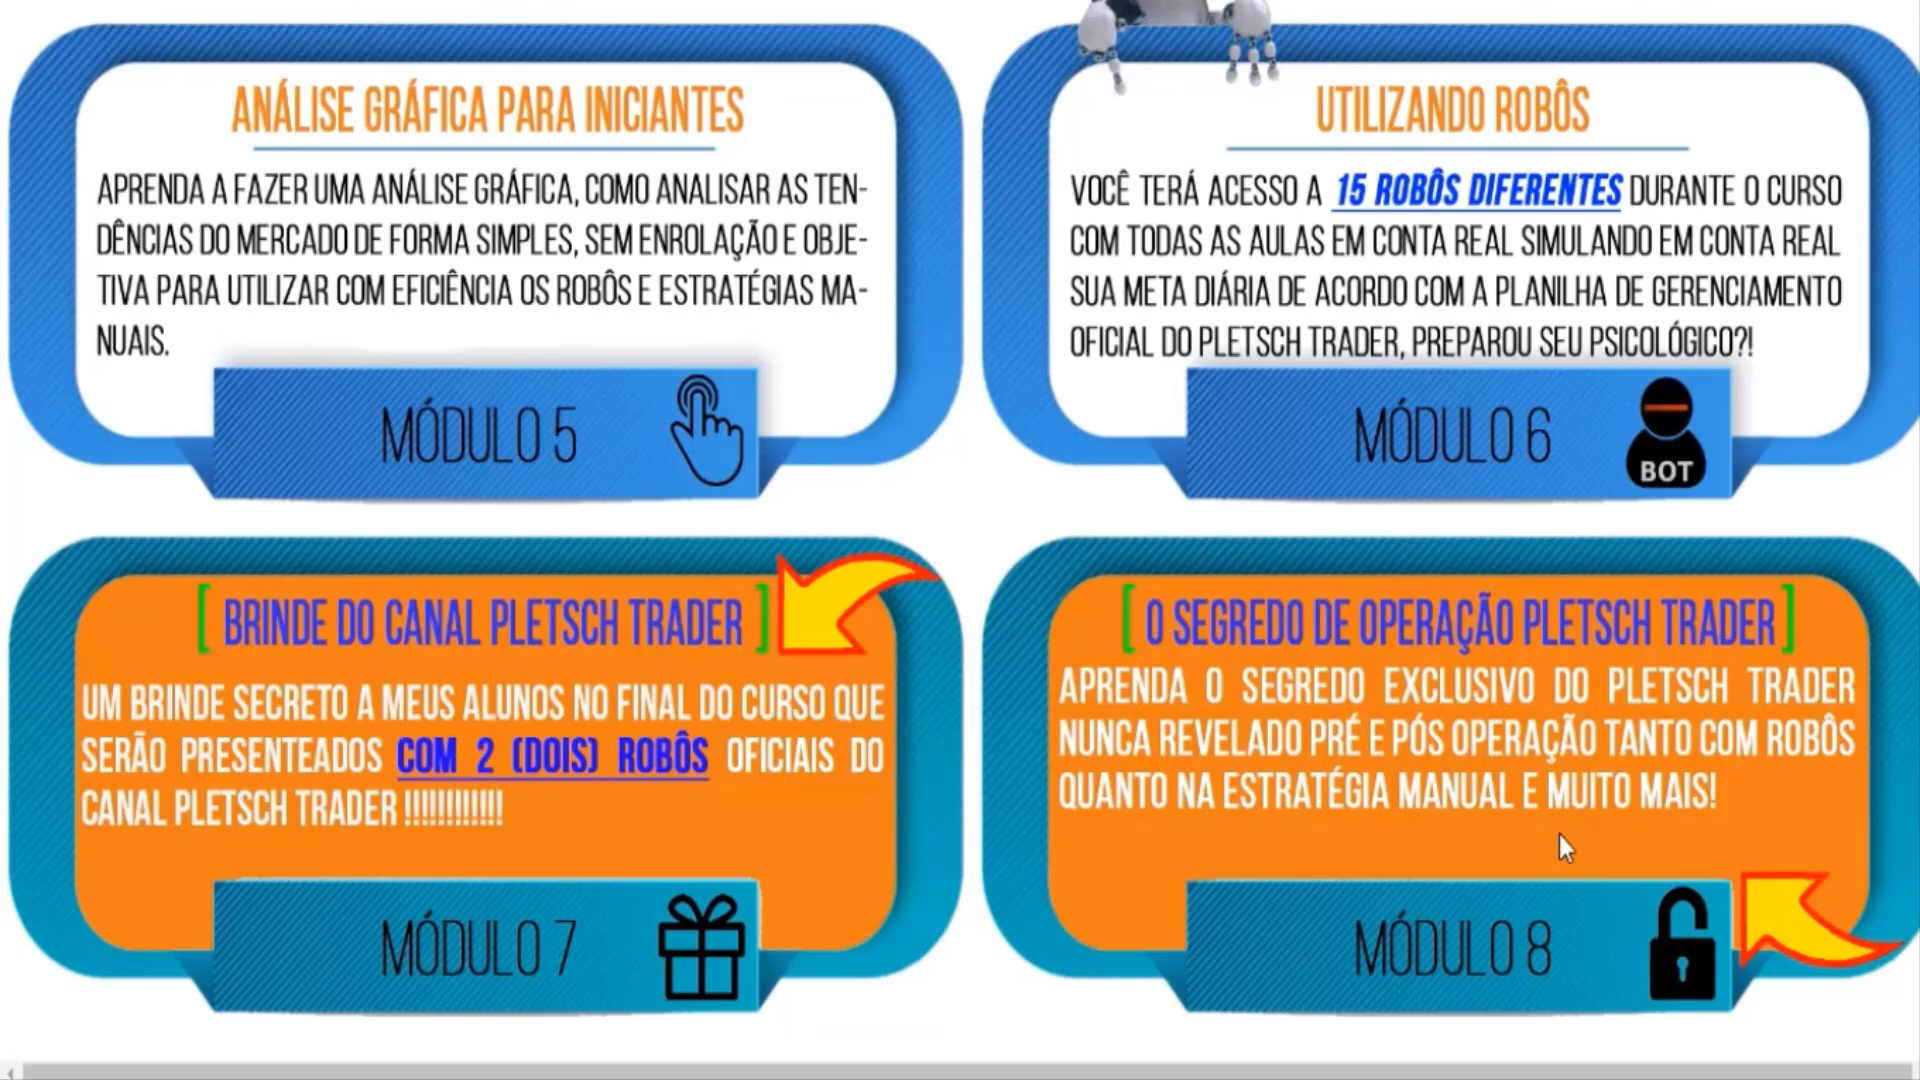 ANÁLISE GRÁFICA PARA INICIANTES
APRENDA A FAZER UMA ANÁLISE GRÁFICA, COMO ANALISAR AS TEN-
DÊNCIAS DO MERCADO DE FORMA SIMPLES, SEM ENROLAÇÃO E OBJE-
TIVA PARA UTILIZAR COM EFICIÊNCIA OS ROBÔS E ESTRATÉGIAS MA-
NUAIS.
MÓDULO 5
UTILIZANDO ROBÔS
VOCÊ TERÁ ACESSO A 15 ROBÔS DIFERENTES DURANTE O CURSO
COM TODAS AS AULAS EM CONTA REAL SIMULANDO EM CONTA REAL
SUA META DIÁRIA DE ACORDO COM A PLANILHA DE GERENCIAMENTO
OFICIAL DO PLETSCH TRADER, PREPAROU SEU PSICOLÓGICO?!
MÓDULO 6
BOT
[ BRINDE DO CANAL PLETSCH TRADER ]
UM BRINDE SECRETO A MEUS ALUNOS NO FINAL DO CURSO QUE
SERÃO PRESENTEADOS COM 2 (DOIS) ROBÔS OFICIAIS DO
CANAL PLETSCH TRADER !!!!!!!!!!!!!
MÓDULO 7
[ O SEGREDO DE OPERAÇÃO PLETSCH TRADER ]
APRENDA O SEGREDO EXCLUSIVO DO PLETSCH TRADER
NUNCA REVELADO PRÉ E PÓS OPERAÇÃO TANTO COM ROBÔS
QUANTO NA ESTRATÉGIA MANUAL E MUITO MAIS!
MÓDULO 8